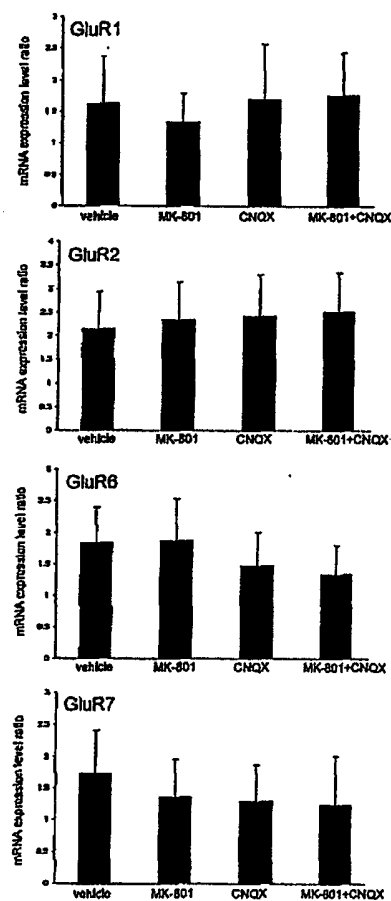 GluR1
mRNA expression level ratio
vehicle MK-801 CNQX MK-801+CNQX
GluR2
mRNA expression level ratio
vehicle MK-801 CNQX MK-801+CNQX
GluR6
mRNA expression level ratio
vehicle MK-801 CNQX MK-801+CNQX
GluR7
mRNA expression level ratio
vehicle MK-801 CNQX MK-801+CNQX